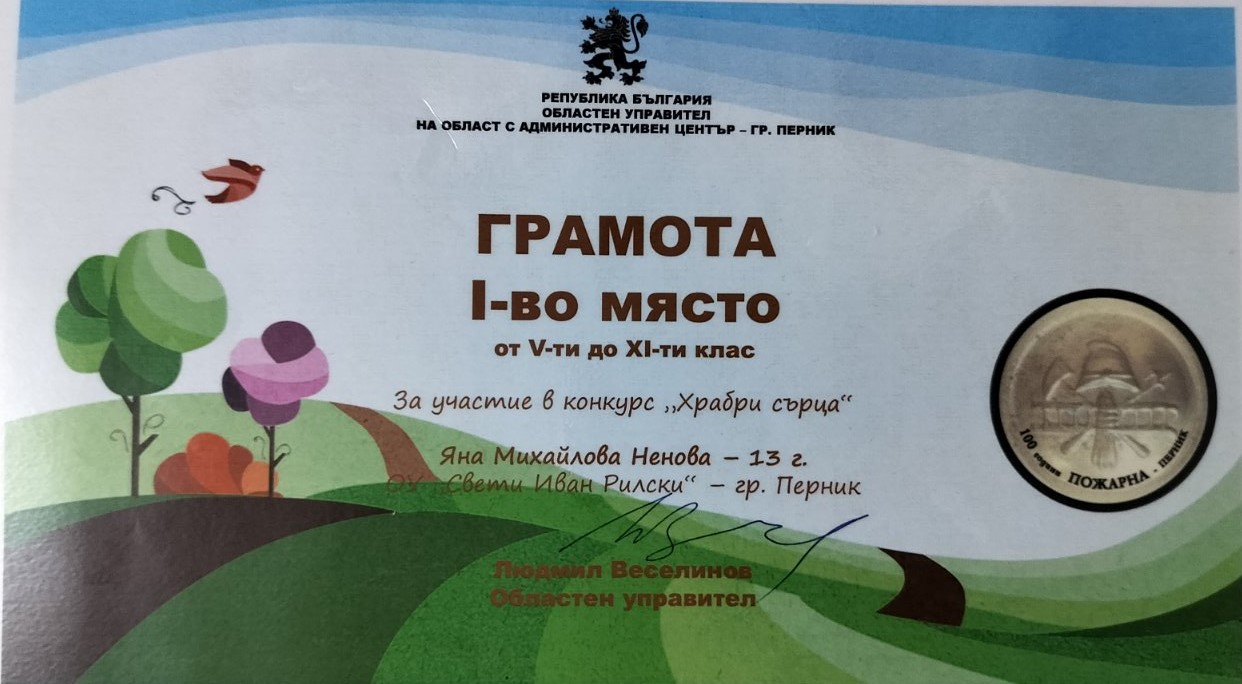 РЕПУБЛИКА БЪЛГАРИЯ
ОБЛАСТЕН УПРАВИТЕЛ
НА ОБЛАСТ С АДМИНИСТРАТИВЕН ЦЕНТЪР – ГР. ПЕРНИК
ГРАМОТА
I-ВО МЯСТО
от V-ти до XI-ти клас
За участие в конкурс „Храбри сърца“
Яна Михайлова Ненова – 13 г.
ОУ „Свети Иван Рилски“ – гр. Перник
100 години ПОЖАРНА - ПЕРНИК
Людмил Веселинов
Областен управител